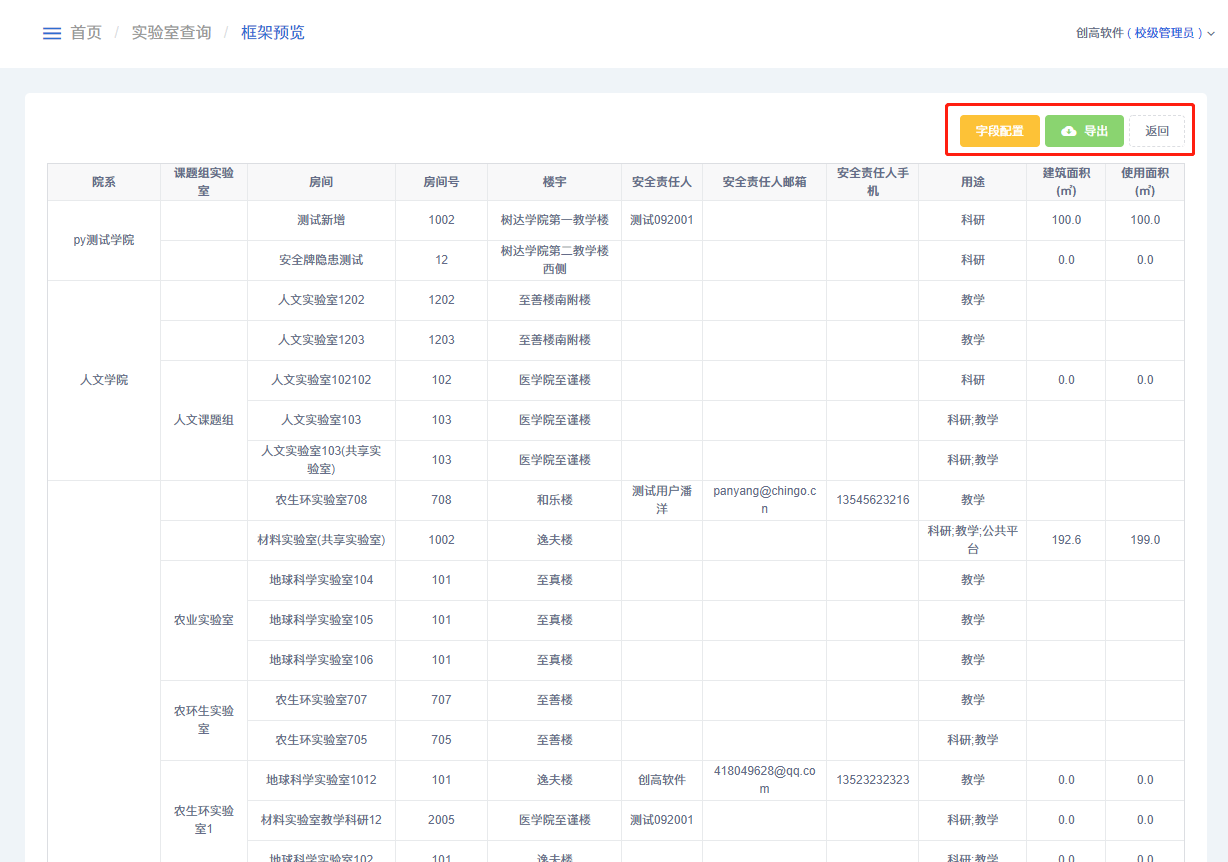 首页 / 实验室查询 / 框架预览
创高软件 ( 校级管理员 )
字段配置 导出 返回
院系 课题组实验室 房间 房间号 楼宇 安全责任人 安全责任人邮箱 安全责任人手机 用途 建筑面积(㎡) 使用面积(㎡)
py测试学院
测试新增 1002 树达学院第一教学楼 测试092001 科研 100.0 100.0
安全牌隐患测试 12 树达学院第二教学楼西侧 科研 0.0 0.0
人文学院
人文实验室1202 1202 至善楼南附楼 教学
人文实验室1203 1203 至善楼南附楼 教学
人文课题组
人文实验室102102 102 医学院至谨楼 科研 0.0 0.0
人文实验室103 103 医学院至谨楼 科研;教学
人文实验室103(共享实验室) 103 医学院至谨楼 科研;教学
农生环实验室708 708 和乐楼 测试用户潘洋 panyang@chingo.cn 13545623216 教学
材料实验室(共享实验室) 1002 逸夫楼 科研;教学;公共平台 192.6 199.0
农业实验室
地球科学实验室104 101 至真楼 教学
地球科学实验室105 101 至真楼 教学
地球科学实验室106 101 至真楼 教学
农环生实验室
农生环实验室707 707 至善楼 教学
农生环实验室705 705 至善楼 科研;教学
农生环实验室1
地球科学实验室1012 101 逸夫楼 创高软件 418049628@qq.com 13523232323 教学 0.0 0.0
材料实验室教学科研12 2005 医学院至谨楼 测试092001 科研;教学 0.0 0.0
地球科学实验室102 101 逸夫楼 科研;教学 0.0 0.0